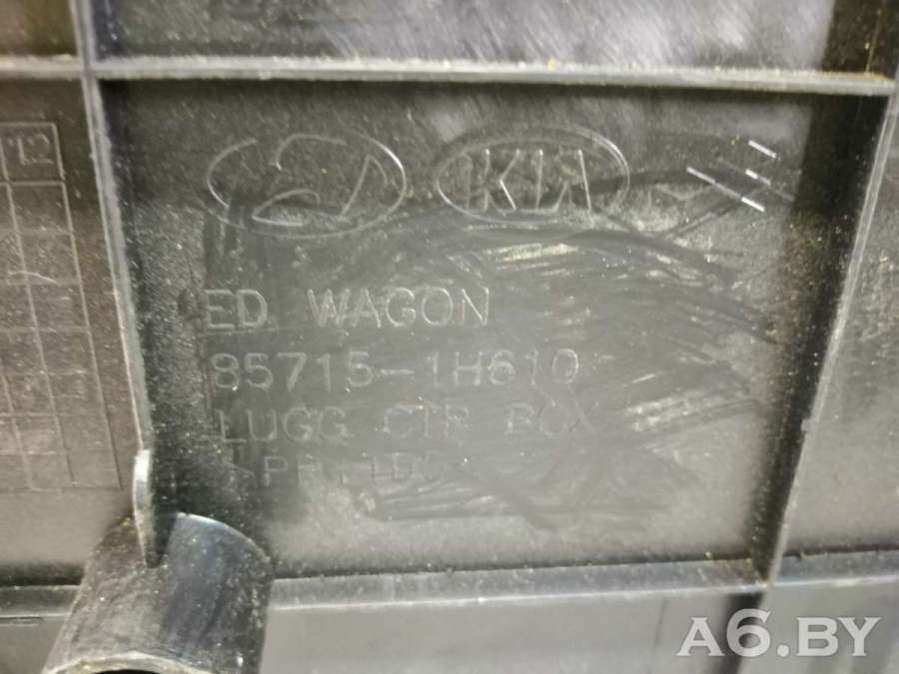 KIA
ED WAGON
85715-1H610
LUGG CTR BOX
A6.BY